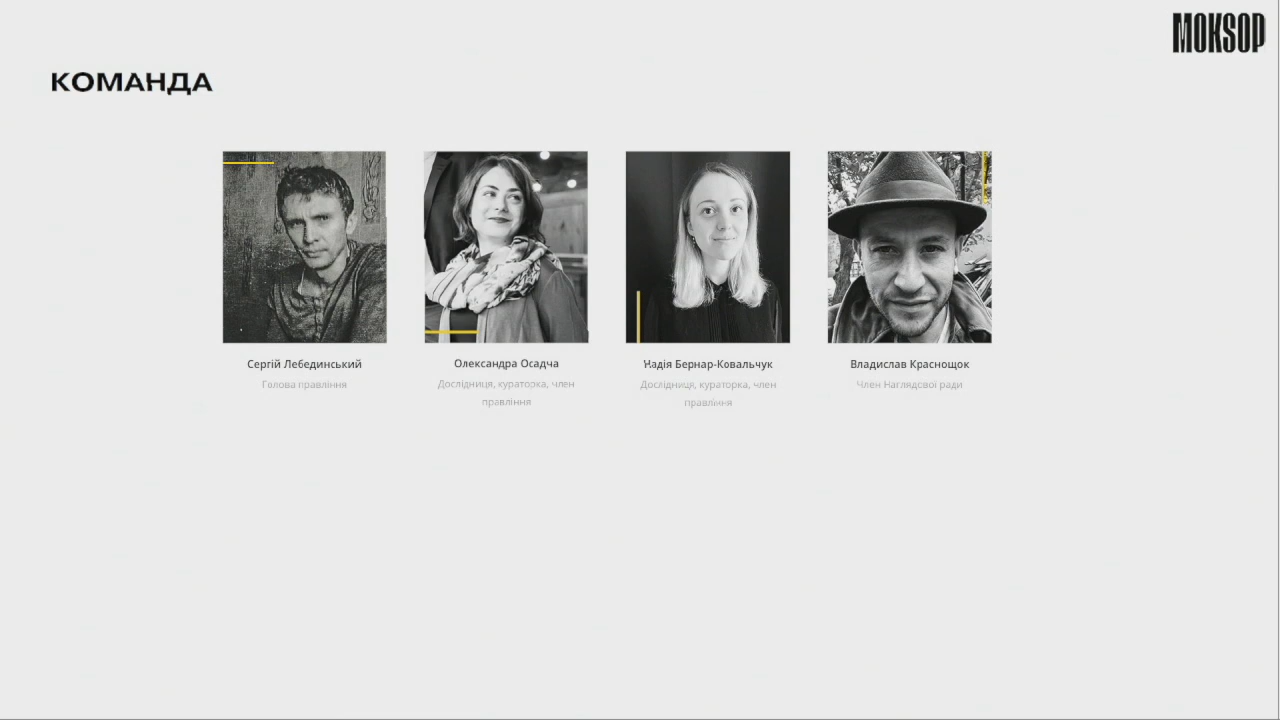 MOKSOP
КОМАНДА
Сергій Лебединський
Олександра Осадча
Надія Бернар-Ковальчук
Владислав Краснощок
Голова правління
Дослідниця, кураторка, член
правління
Дослідниця, кураторка, член
правління
Член Наглядової ради